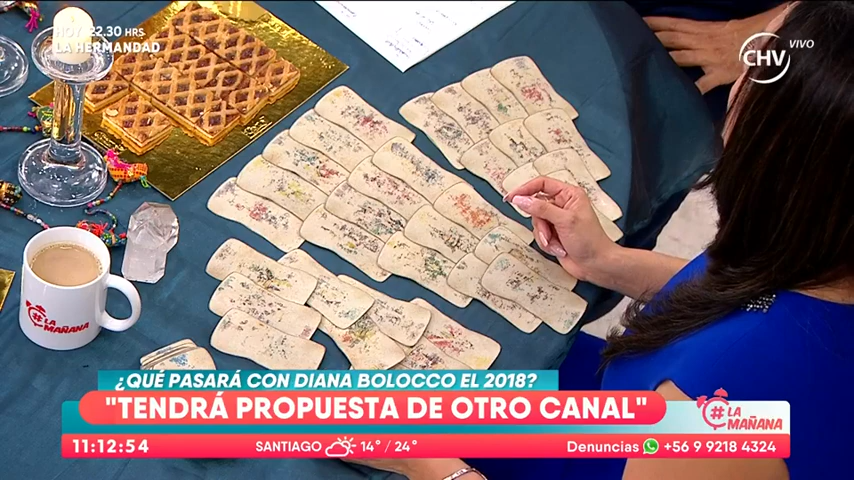 HOY 22.30 HRS.
LA HERMANDAD
CHV VIVO
#LA
MAÑANA
¿QUÉ PASARÁ CON DIANA BOLOCCO EL 2018?
"TENDRÁ PROPUESTA DE OTRO CANAL"
#LA
MAÑANA
11:12:54 SANTIAGO 14° / 24° Denuncias +56 9 9218 4324